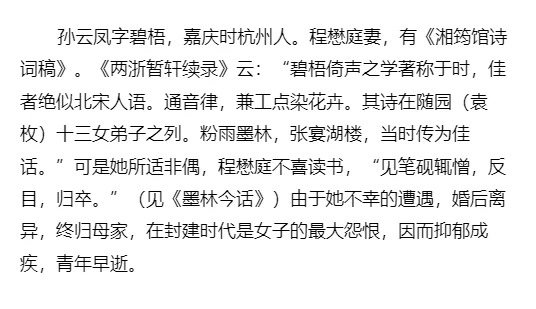 孙云凤字碧梧，嘉庆时杭州人。程懋庭妻，有《湘筠馆诗
词稿》。《两浙暂轩续录》云：“碧梧倚声之学著称于时，佳
者绝似北宋人语。通音律，兼工点染花卉。其诗在随园（袁
枚）十三女弟子之列。粉雨墨林，张宴湖楼，当时传为佳
话。”可是她所适非偶，程懋庭不喜读书，“见笔砚辄憎，反
目，归卒。”（见《墨林今话》）由于她不幸的遭遇，婚后离
异，终归母家，在封建时代是女子的最大怨恨，因而抑郁成
疾，青年早逝。